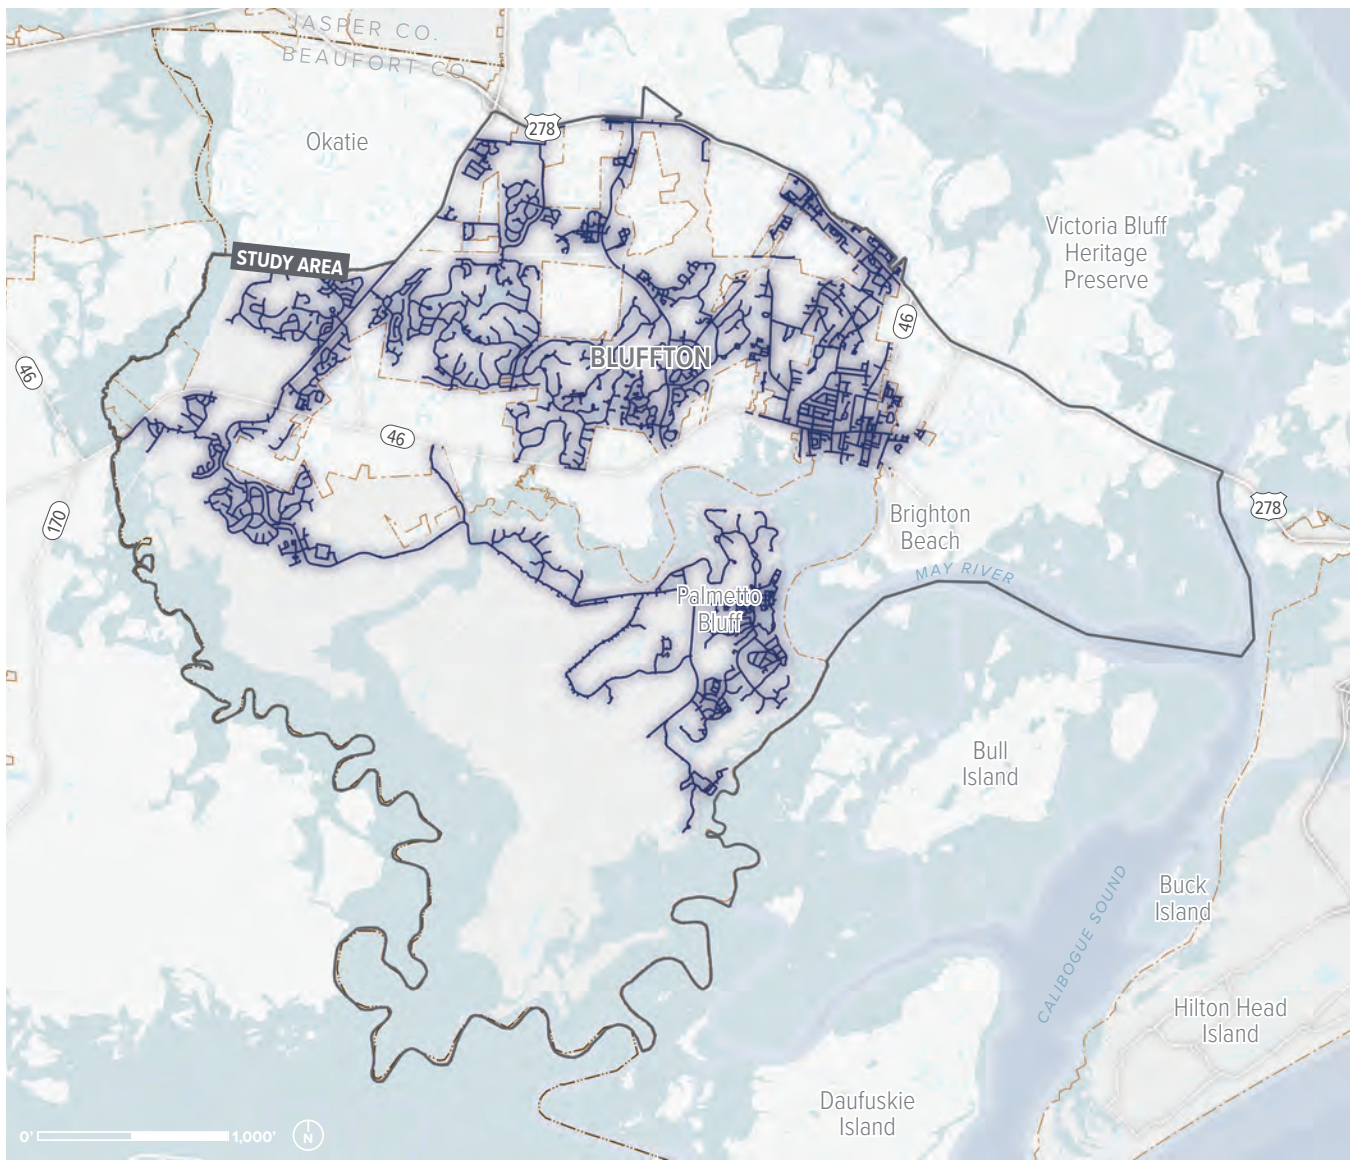 JASPER CO.
BEAUFORT CO
278
Okatie
Victoria Bluff
Heritage
Preserve
STUDY AREA
46
46
BLUFFTON
46
170
278
Brighton
Beach
MAY RIVER
Palmetto
Bluff
Bull
Island
Buck
Island
CALIBOGUE SOUND
Hilton Head
Island
Daufuskie
Island
0' 1,000' N